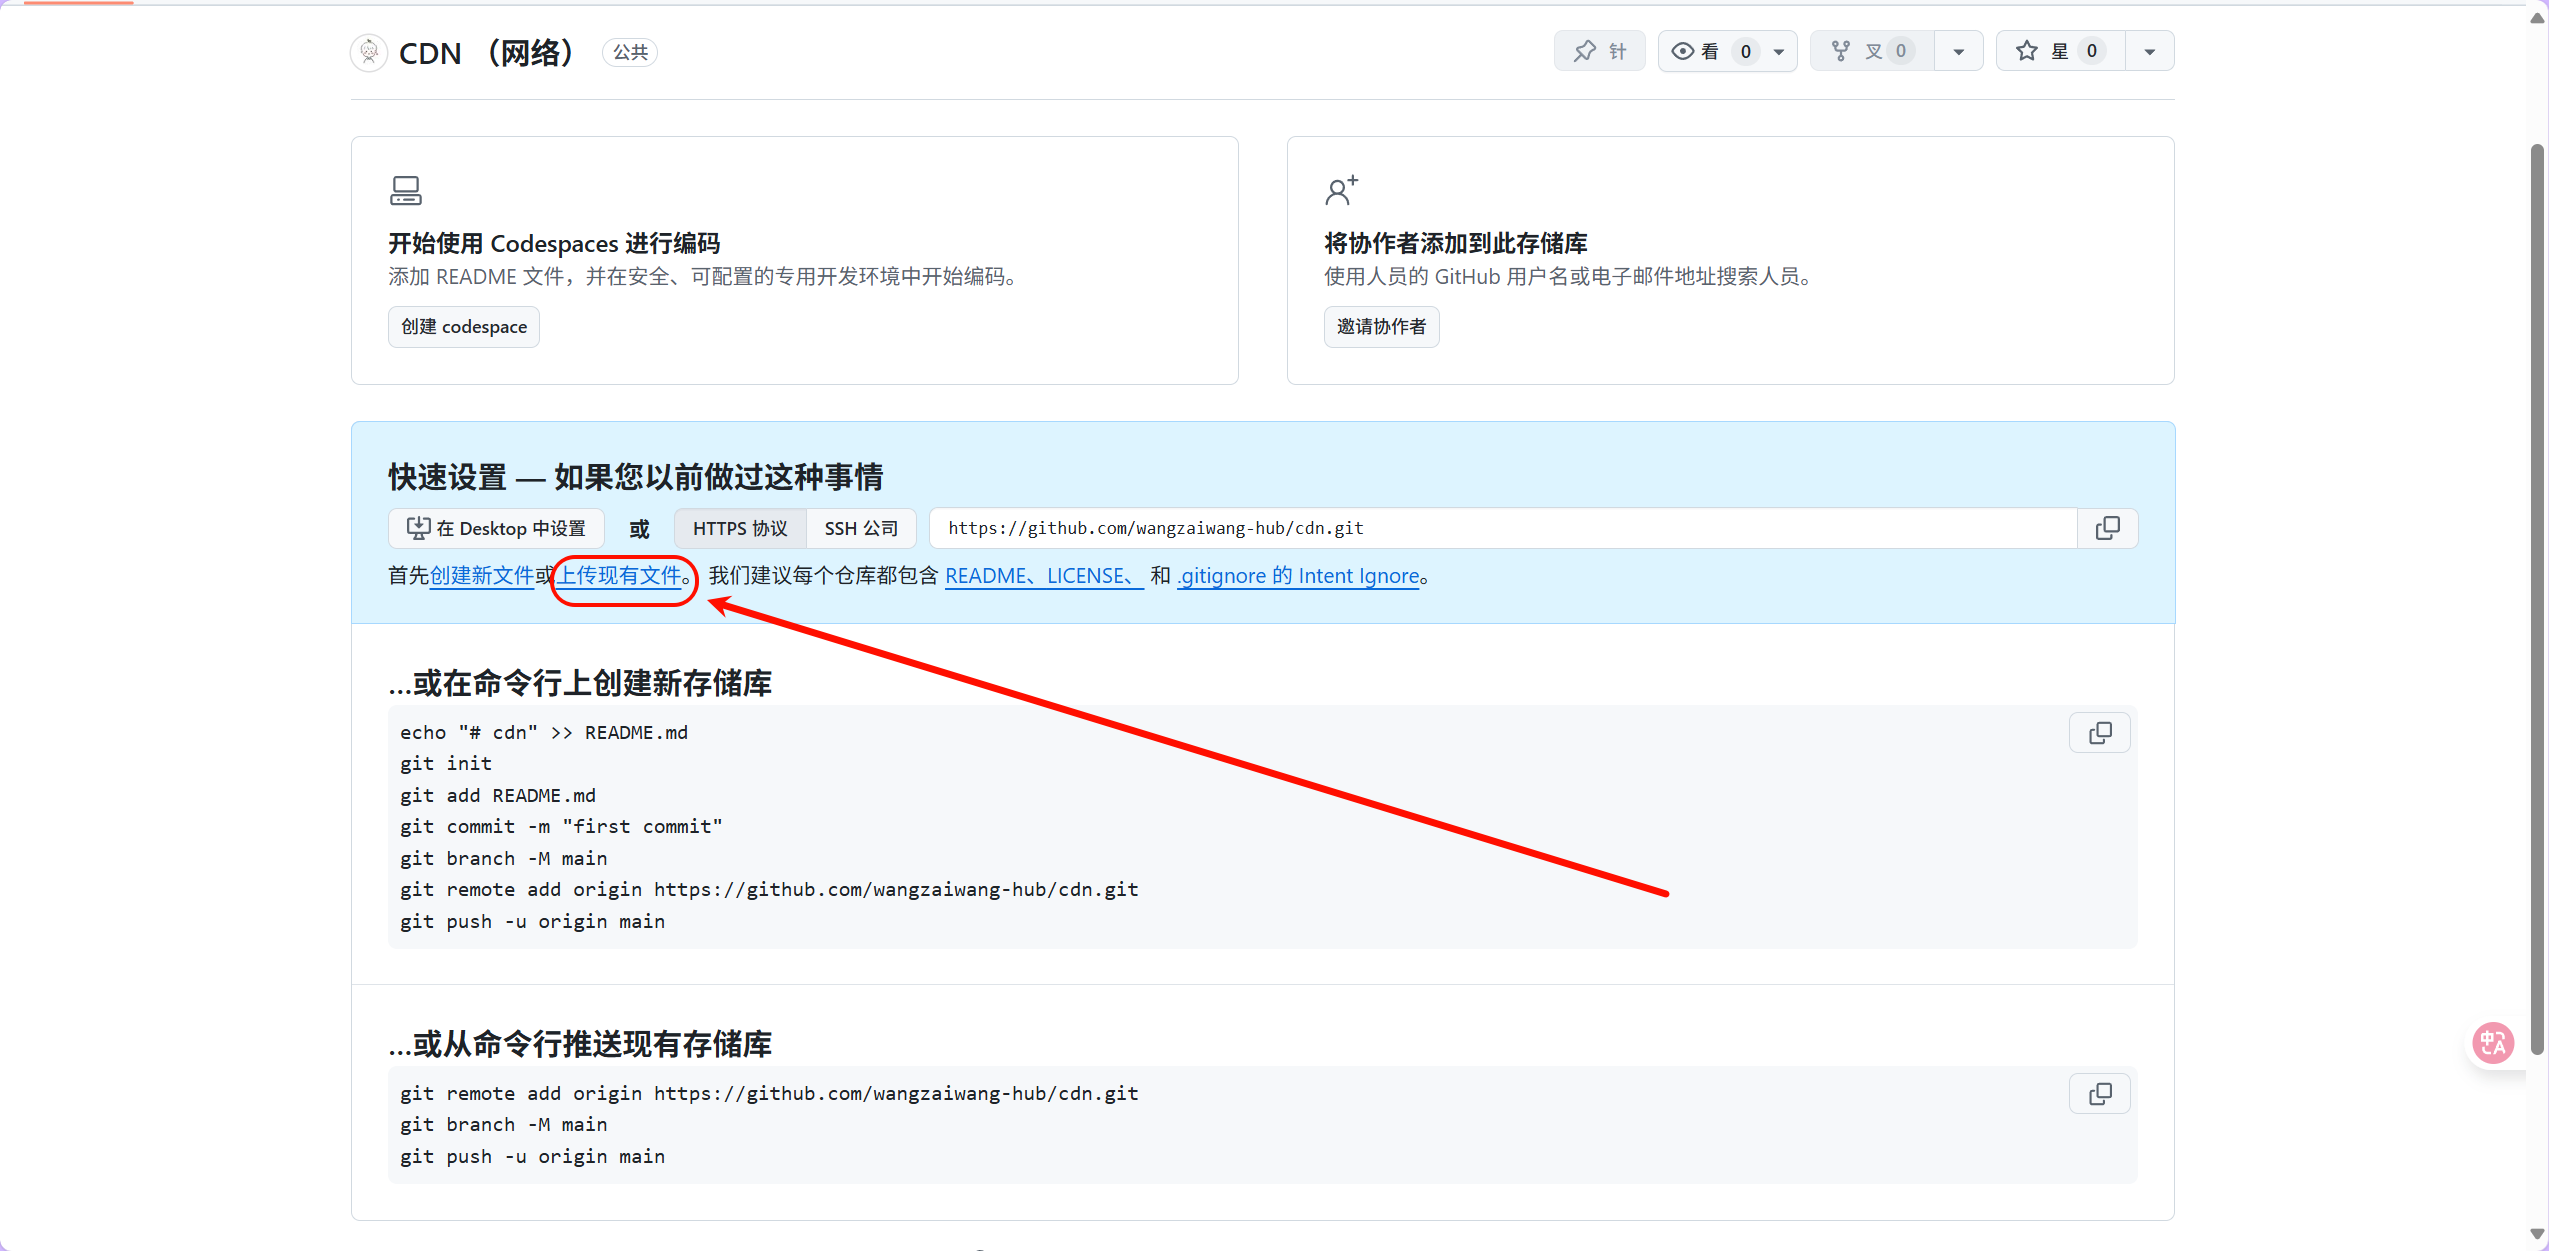 CDN （网络） 公共 针 看 0 叉 0 星 0
开始使用 Codespaces 进行编码
添加 README 文件，并在安全、可配置的专用开发环境中开始编码。
创建 codespace
将协作者添加到此存储库
使用人员的 GitHub 用户名或电子邮件地址搜索人员。
邀请协作者
快速设置 — 如果您以前做过这种事情
在 Desktop 中设置 或 HTTPS 协议 SSH 公司 https://github.com/wangzaiwang-hub/cdn.git
首先创建新文件或上传现有文件。 我们建议每个仓库都包含 README、LICENSE、 和 .gitignore 的 Intent Ignore。
...或在命令行上创建新存储库
echo "# cdn" >> README.md
git init
git add README.md
git commit -m "first commit"
git branch -M main
git remote add origin https://github.com/wangzaiwang-hub/cdn.git
git push -u origin main
...或从命令行推送现有存储库
git remote add origin https://github.com/wangzaiwang-hub/cdn.git
git branch -M main
git push -u origin main
中 A